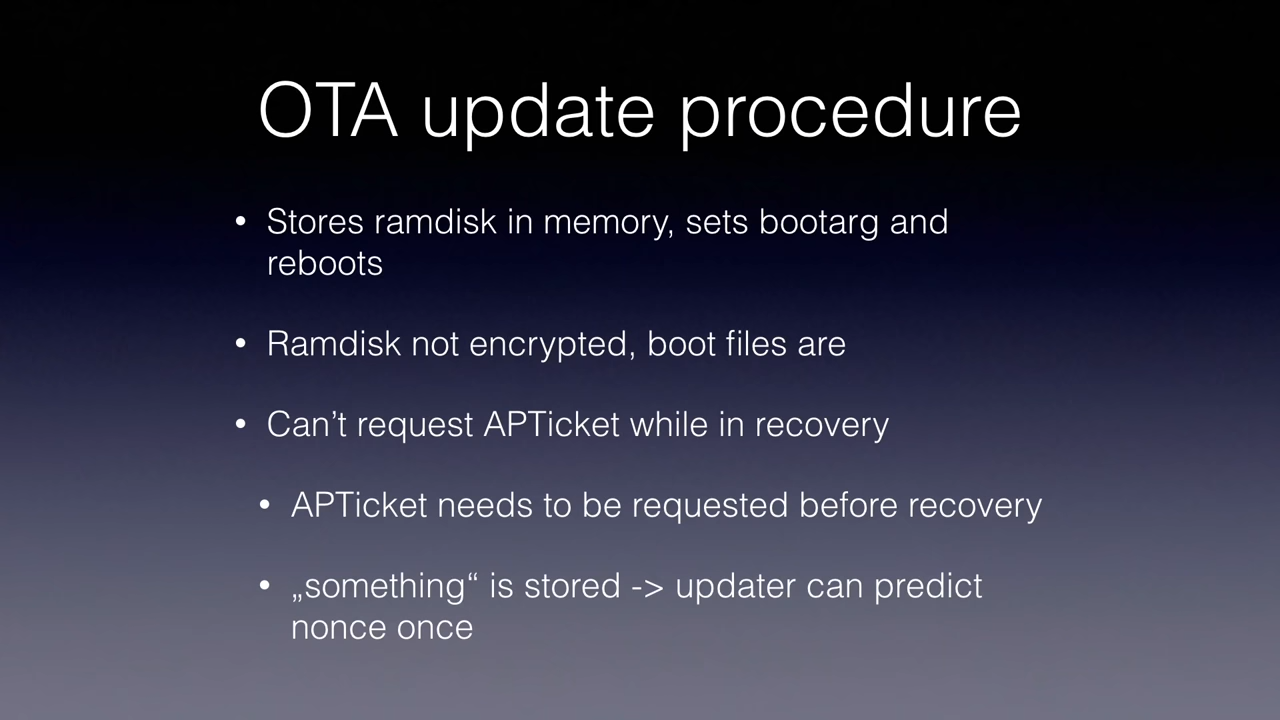 OTA update procedure
• Stores ramdisk in memory, sets bootarg and
reboots
• Ramdisk not encrypted, boot files are
• Can’t request APTicket while in recovery
• APTicket needs to be requested before recovery
• „something“ is stored -> updater can predict
nonce once